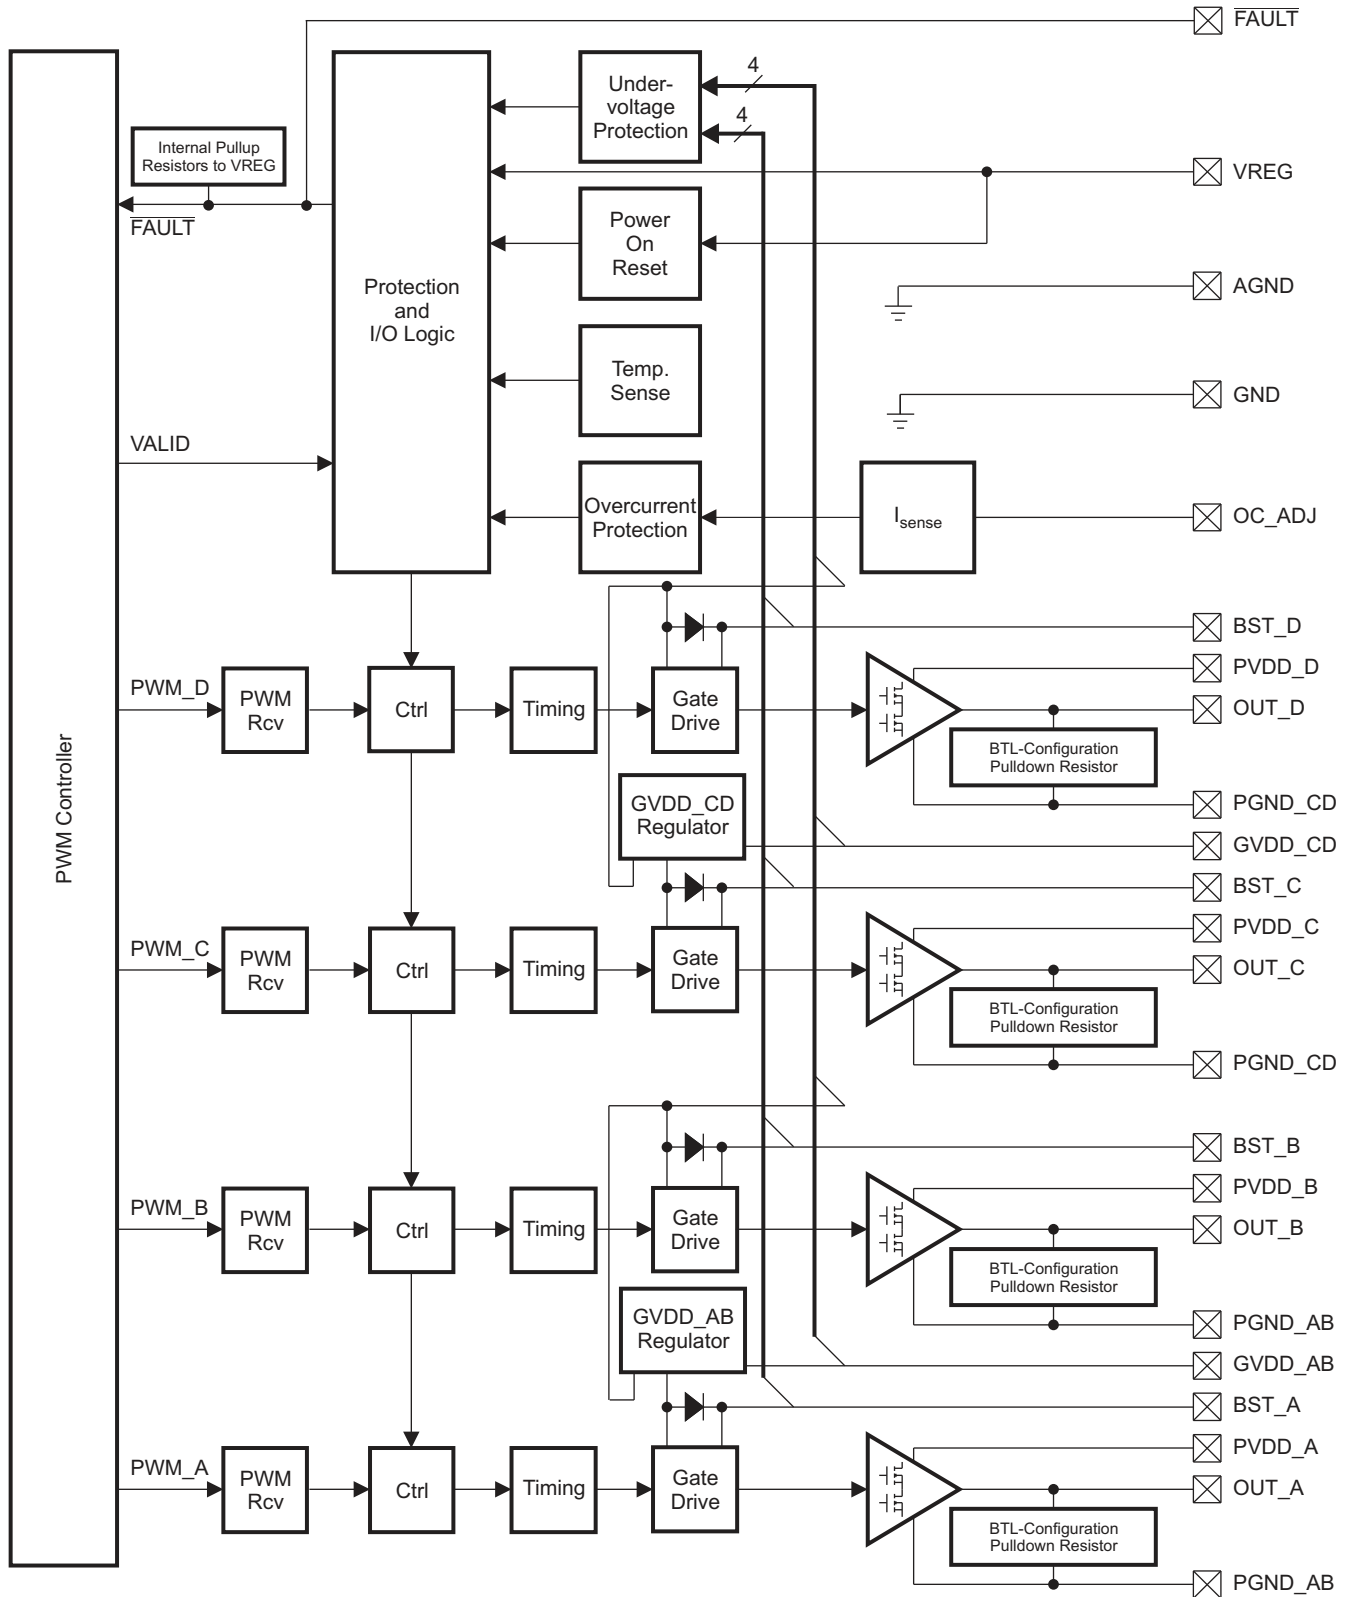 FAULT
4
Under-
voltage
Protection
4
Internal Pullup
Resistors to VREG
VREG
FAULT
Power
On
Reset
Protection
and
I/O Logic
AGND
Temp.
Sense
GND
VALID
Overcurrent
Protection
Isense
OC_ADJ
BST_D
PVDD_D
PWM_D
PWM
Rcv
Ctrl
Timing
Gate
Drive
OUT_D
BTL-Configuration
Pulldown Resistor
PWM Controller
GVDD_CD
Regulator
PGND_CD
GVDD_CD
BST_C
PVDD_C
PWM_C
PWM
Rcv
Ctrl
Timing
Gate
Drive
OUT_C
BTL-Configuration
Pulldown Resistor
PGND_CD
BST_B
PVDD_B
PWM_B
PWM
Rcv
Ctrl
Timing
Gate
Drive
OUT_B
BTL-Configuration
Pulldown Resistor
GVDD_AB
Regulator
PGND_AB
GVDD_AB
BST_A
PVDD_A
PWM_A
PWM
Rcv
Ctrl
Timing
Gate
Drive
OUT_A
BTL-Configuration
Pulldown Resistor
PGND_AB